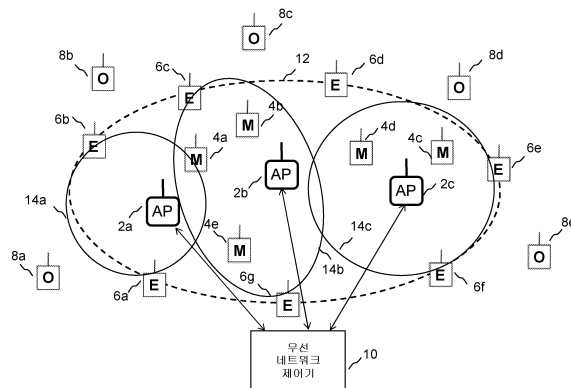 8c
O
8b
O
6c
E
12
6d
E
8d
O
6b
E
4b
M
4a
M
4d
M
4c
M
6e
E
AP
2b
AP
2c
14a
AP
2a
4e
M
14c
14b
8a
O
6a
E
6g
E
E
6f
8e
O
무선
네트워크
제어기
10